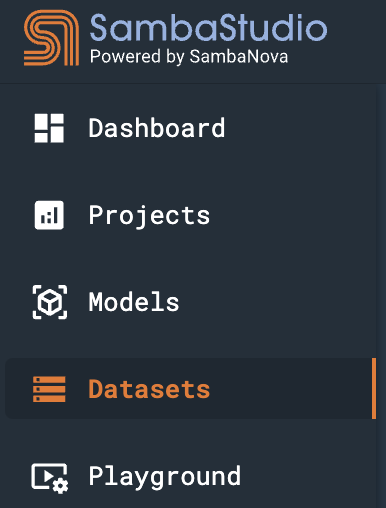 SambaStudio
Powered by SambaNova
Dashboard
Projects
Models
Datasets
Playground